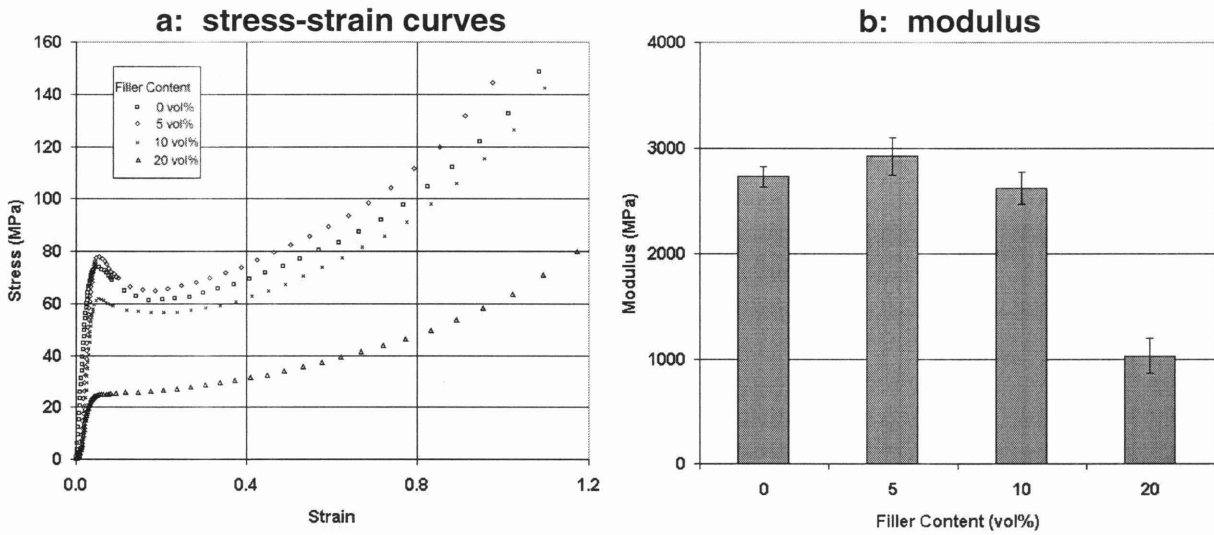 a: stress-strain curves
160
140
120
100
80
60
40
20
0
Stress (MPa)
Filler Content
0 vol%
5 vol%
10 vol%
20 vol%
0.0 0.4 0.8 1.2
Strain
b: modulus
4000
3000
2000
1000
0
Modulus (MPa)
0 5 10 20
Filler Content (vol%)